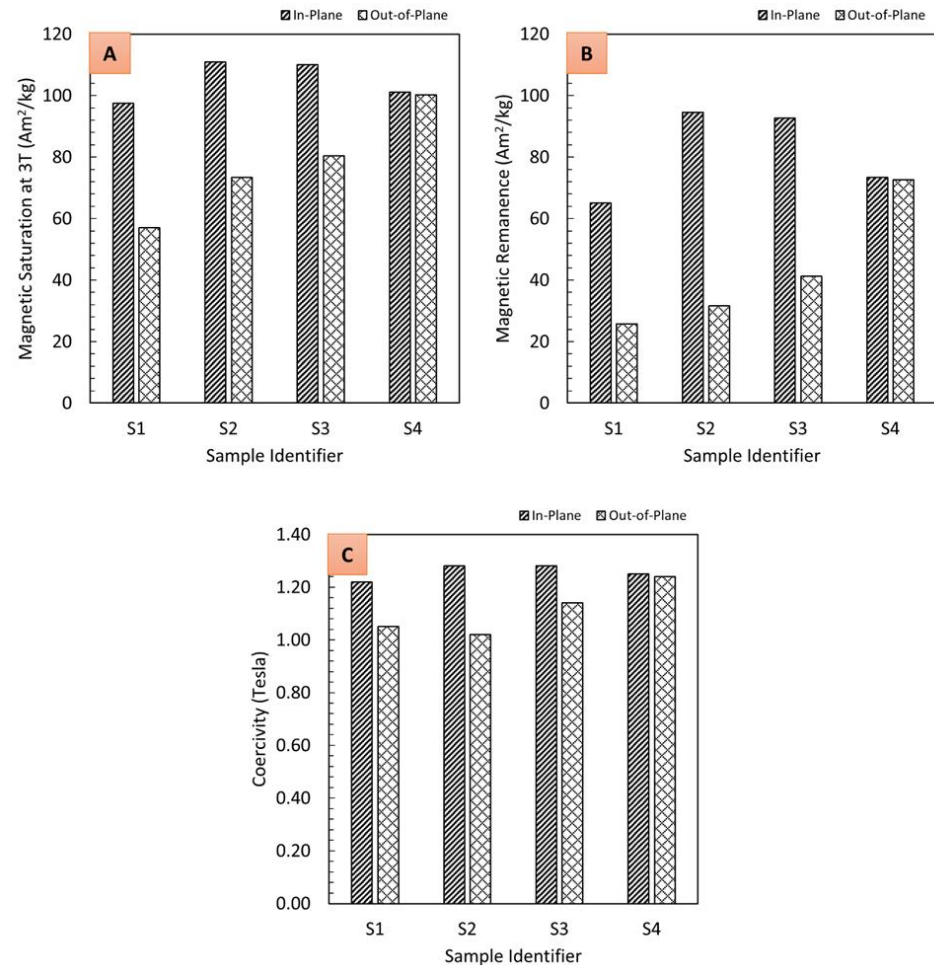 In-Plane Out-of-Plane
A
Magnetic Saturation at 3T (Am²/kg)
120
100
80
60
40
20
0
S1 S2 S3 S4
Sample Identifier
In-Plane Out-of-Plane
B
Magnetic Remanence (Am²/kg)
120
100
80
60
40
20
0
S1 S2 S3 S4
Sample Identifier
In-Plane Out-of-Plane
C
Coercivity (Tesla)
1.40
1.20
1.00
0.80
0.60
0.40
0.20
0.00
S1 S2 S3 S4
Sample Identifier